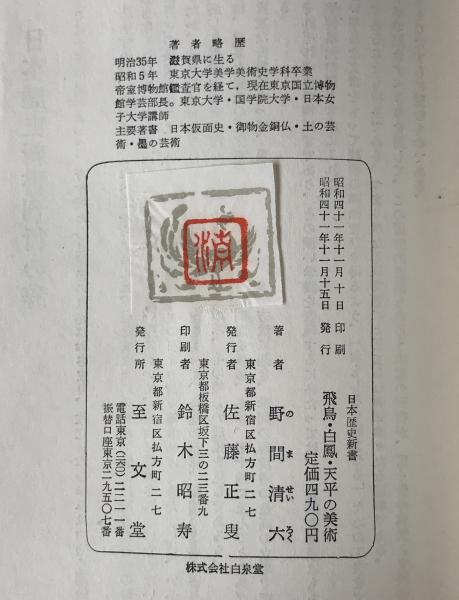 著者略歴
明治35年　滋賀県に生る
昭和5年　東京大学美学美術史学科卒業
帝室博物館鑑査官を経て，現在東京国立博物
館学芸部長。東京大学・国学院大学・日本女
子大学講師
主要著書　日本仮面史・御物金銅仏・土の芸
術・墨の芸術
日本歴史新書
飛鳥・白鳳・天平の美術
定価四九〇円
昭和四十一年十一月十日　印刷
昭和四十一年十一月十五日　発行
著者　野間清六
のませいろく
東京都新宿区払方町二七
発行者　佐藤正叟
東京都板橋区坂下三の二三番九
印刷者　鈴木昭寿
東京都新宿区払方町二七
発行所　至文堂
電話東京(二六〇)二二一一番
振替口座東京二九五〇七番
株式会社白泉堂